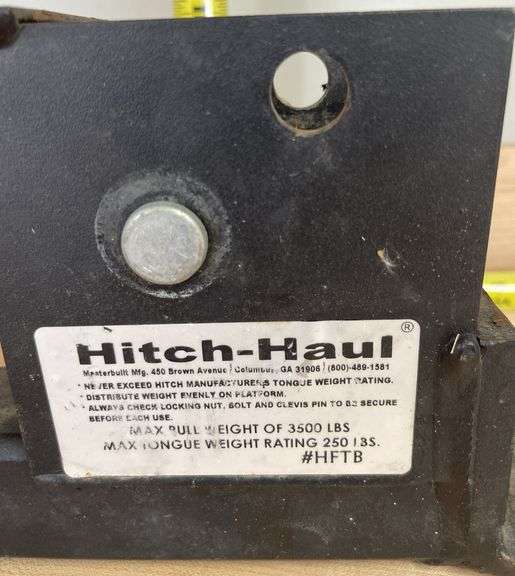 Hitch-Haul®
Masterbuilt Mfg. 450 Brown Avenue / Columbus, GA 31906 / (800)-489-1581
• NEVER EXCEED HITCH MANUFACTURERS TONGUE WEIGHT RATING.
• DISTRIBUTE WEIGHT EVENLY ON PLATFORM.
• ALWAYS CHECK LOCKING NUT, BOLT AND CLEVIS PIN TO BE SECURE
BEFORE EACH USE.
MAX PULL WEIGHT OF 3500 LBS
MAX TONGUE WEIGHT RATING 250 LBS.
#HFTB